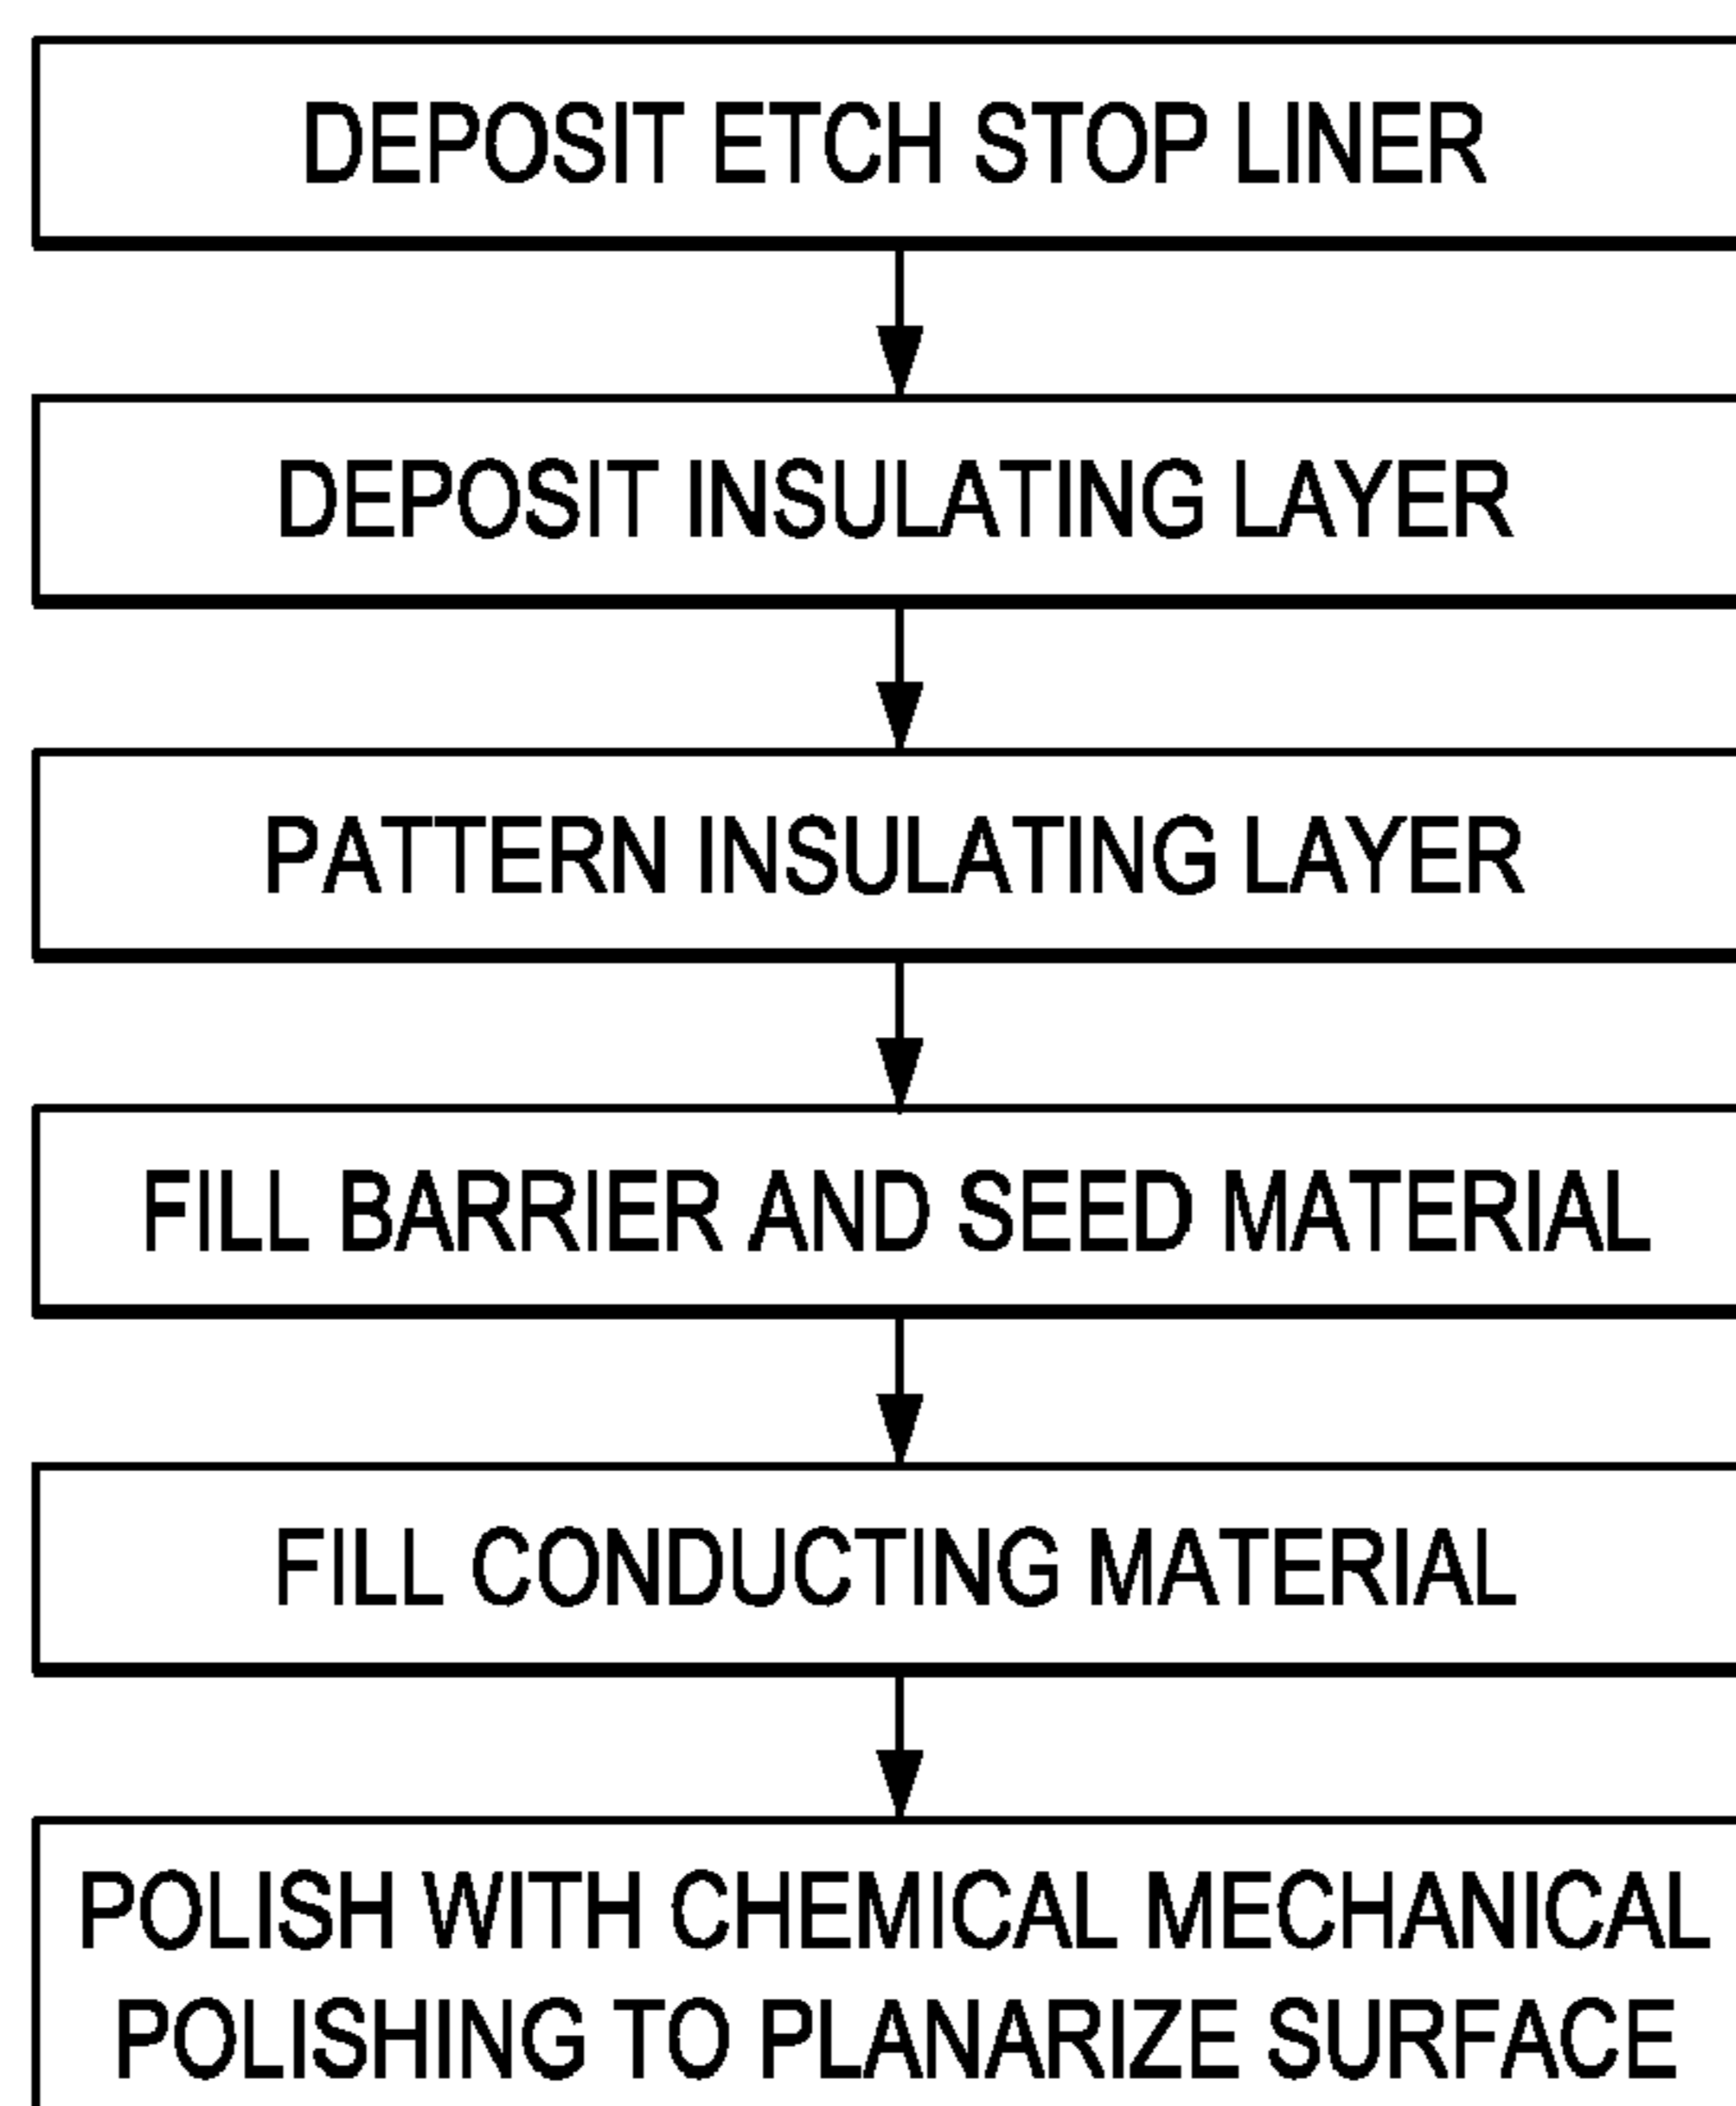 DEPOSIT ETCH STOP LINER
DEPOSIT INSULATING LAYER
PATTERN INSULATING LAYER
FILL BARRIER AND SEED MATERIAL
FILL CONDUCTING MATERIAL
POLISH WITH CHEMICAL MECHANICAL
POLISHING TO PLANARIZE SURFACE